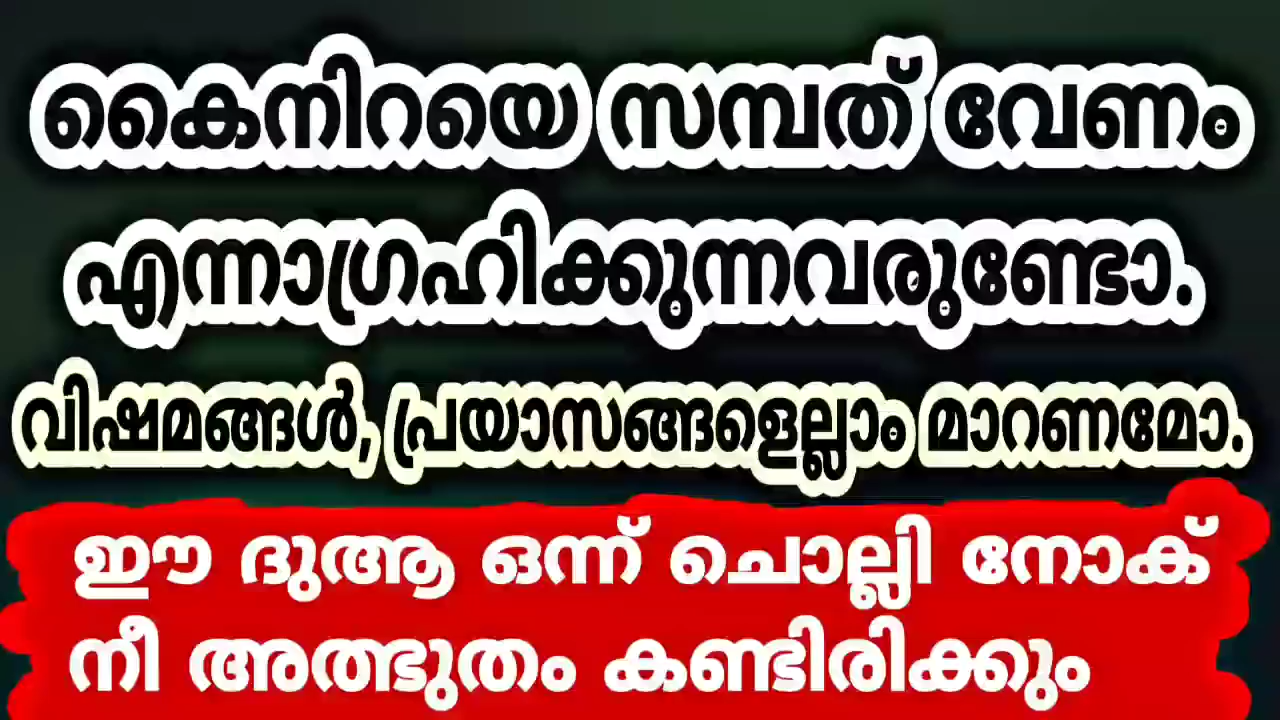 കൈനിറയെ സമ്പത് വേണം
എന്നാഗ്രഹിക്കുന്നവരുണ്ടോ.
വിഷമങ്ങൾ, പ്രയാസങ്ങളെല്ലാം മാറണമോ.
ഈ ദുആ ഒന്ന് ചൊല്ലി നോക്
നീ അത്ഭുതം കണ്ടിരിക്കും